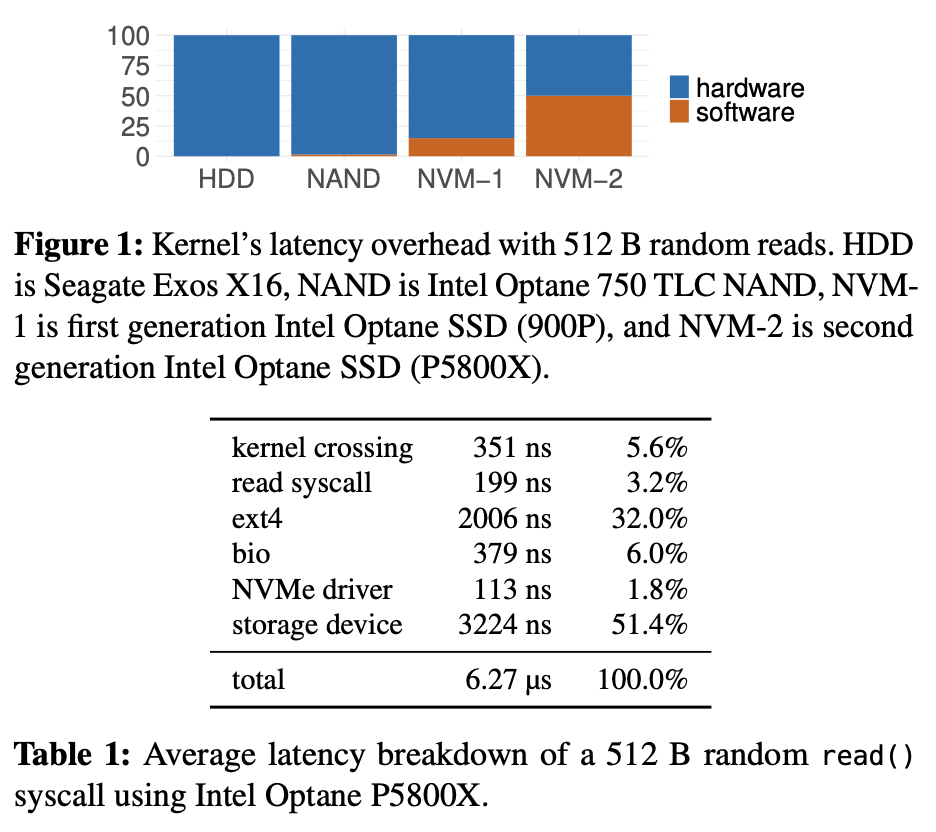 100
75
50
25
0
HDD NAND NVM−1 NVM−2
hardware
software
Figure 1: Kernel's latency overhead with 512 B random reads. HDD
is Seagate Exos X16, NAND is Intel Optane 750 TLC NAND, NVM-
1 is first generation Intel Optane SSD (900P), and NVM-2 is second
generation Intel Optane SSD (P5800X).
kernel crossing 351 ns 5.6%
read syscall 199 ns 3.2%
ext4 2006 ns 32.0%
bio 379 ns 6.0%
NVMe driver 113 ns 1.8%
storage device 3224 ns 51.4%
total 6.27 µs 100.0%
Table 1: Average latency breakdown of a 512 B random read()
syscall using Intel Optane P5800X.